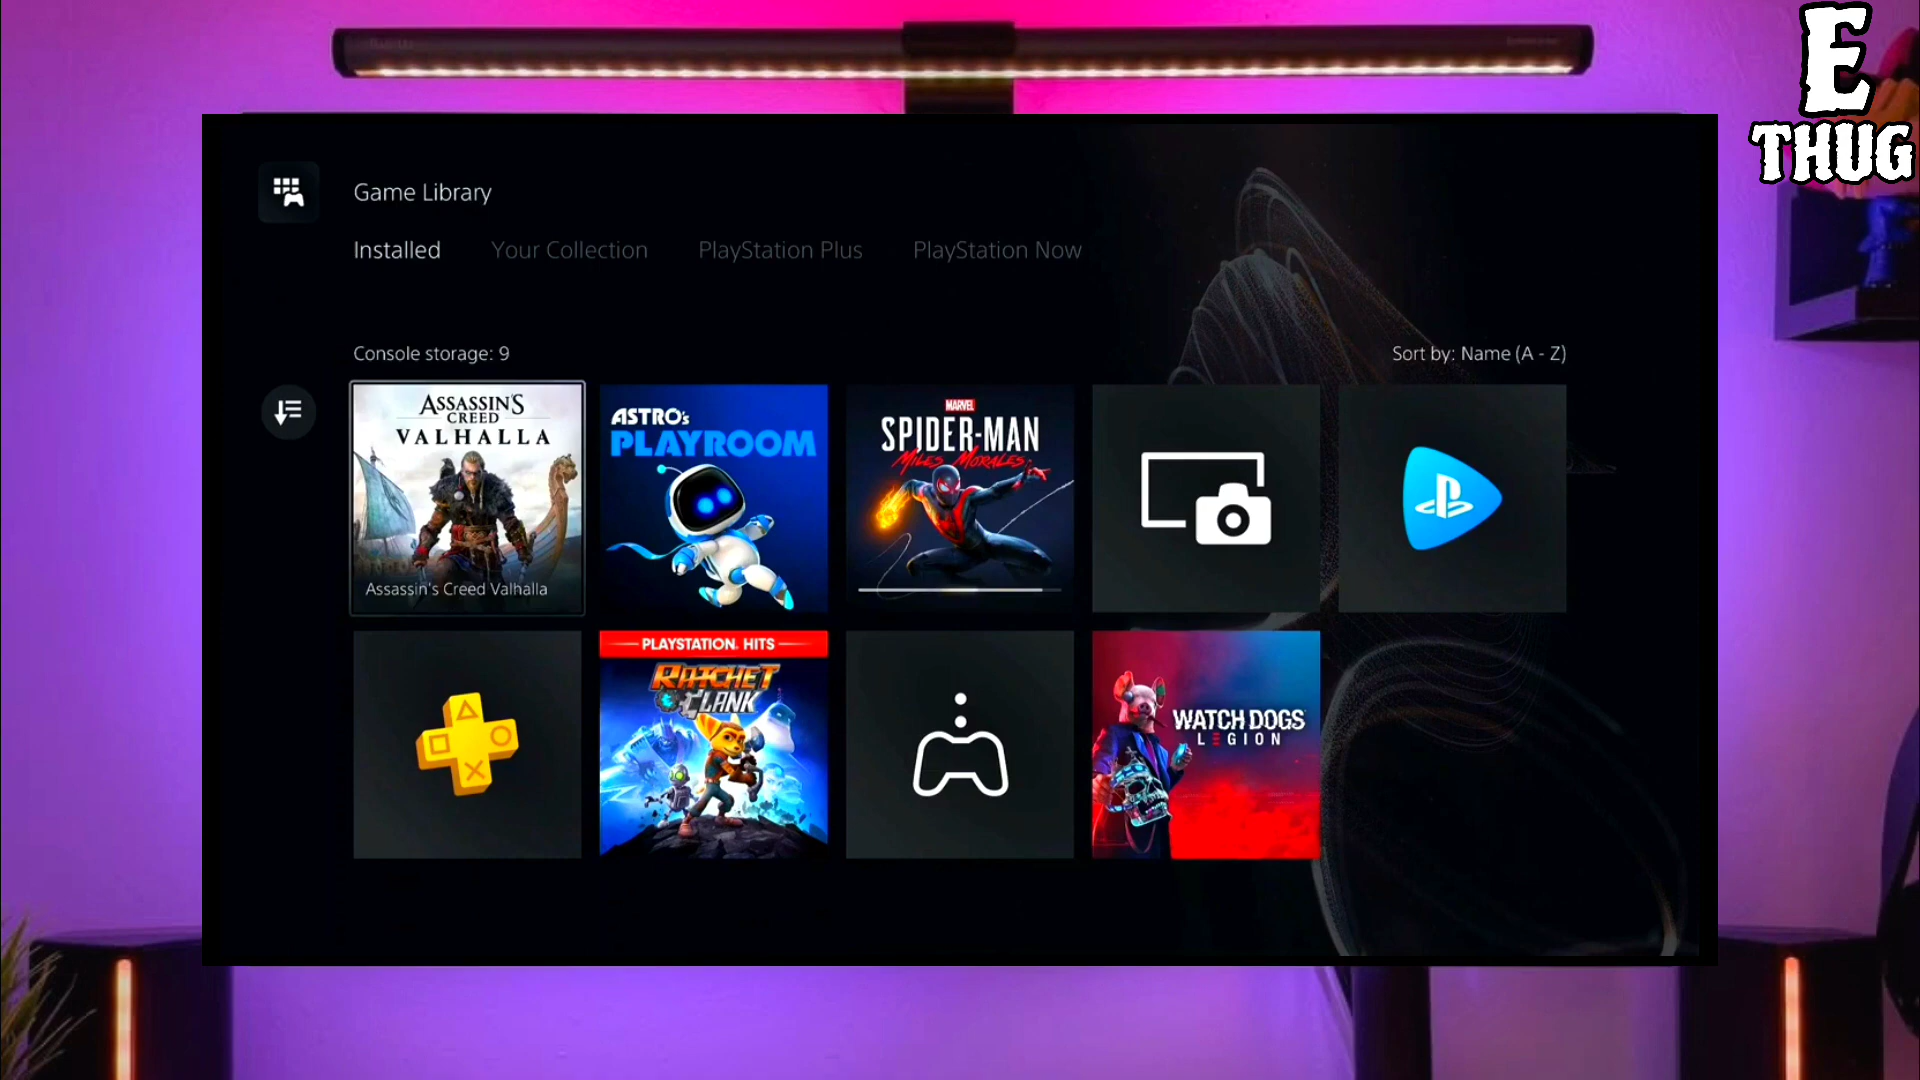 E
THUG
Game Library
Installed
Your Collection
PlayStation Plus
PlayStation Now
Console storage: 9
Sort by: Name (A - Z)
ASSASSIN'S
CREED
VALHALLA
Assassin's Creed Valhalla
ASTRO's
PLAYROOM
MARVEL
SPIDER-MAN
MILES MORALES
PLAYSTATION HITS
RATCHET
CLANK
WATCH DOGS
LEGION